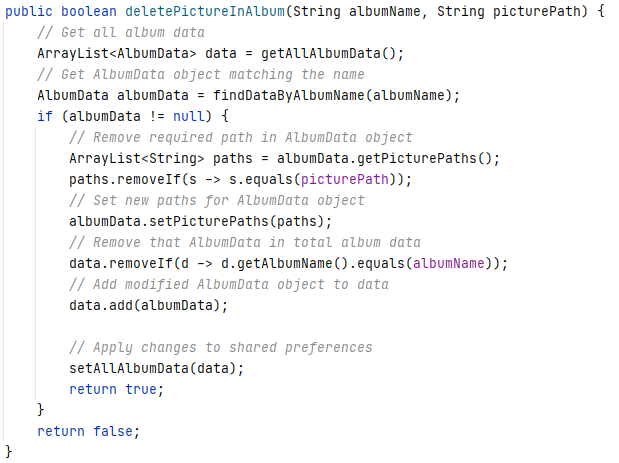 public boolean deletePictureInAlbum(String albumName, String picturePath) {
    // Get all album data
    ArrayList<AlbumData> data = getAllAlbumData();
    // Get AlbumData object matching the name
    AlbumData albumData = findDataByAlbumName(albumName);
    if (albumData != null) {
        // Remove required path in AlbumData object
        ArrayList<String> paths = albumData.getPicturePaths();
        paths.removeIf(s -> s.equals(picturePath));
        // Set new paths for AlbumData object
        albumData.setPicturePaths(paths);
        // Remove that AlbumData in total album data
        data.removeIf(d -> d.getAlbumName().equals(albumName));
        // Add modified AlbumData object to data
        data.add(albumData);

        // Apply changes to shared preferences
        setAllAlbumData(data);
        return true;
    }
    return false;
}